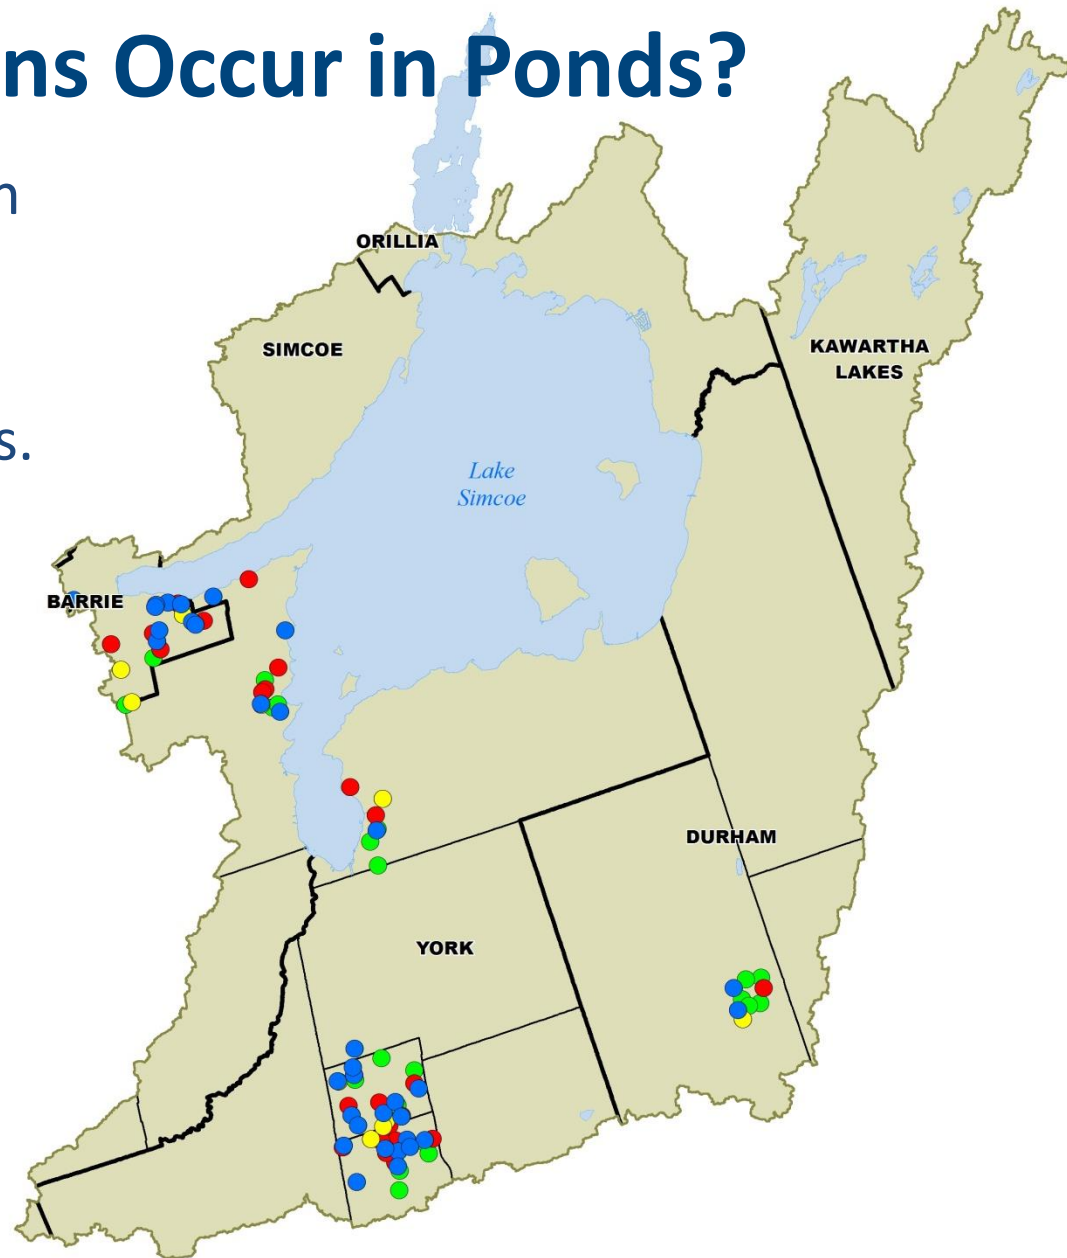 ns Occur in Ponds?
n
ORILLIA
SIMCOE
KAWARTHA
LAKES
s.
Lake
Simcoe
BARRIE
DURHAM
YORK